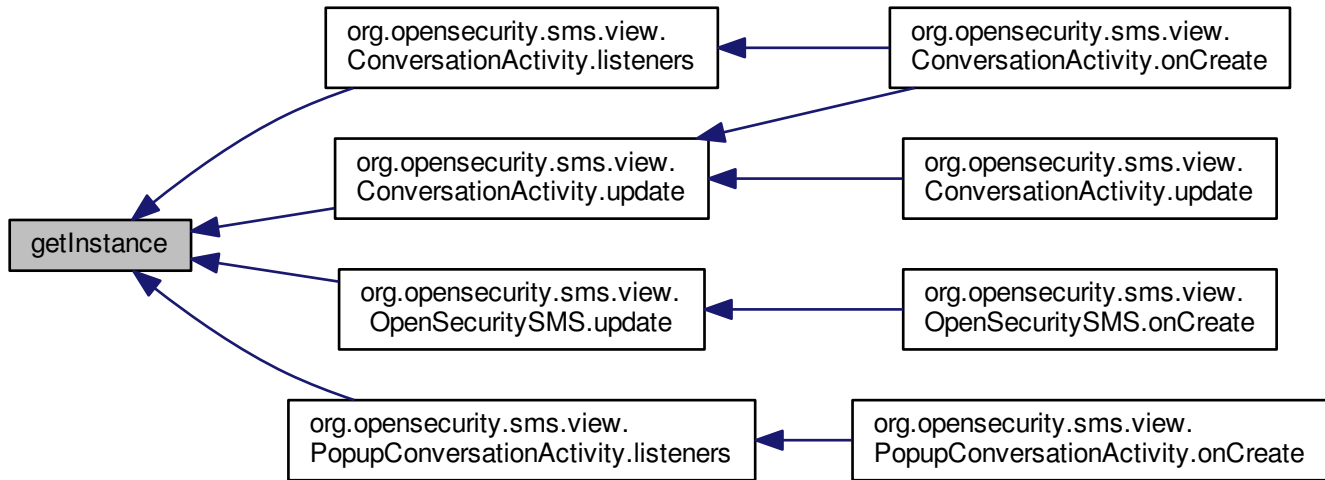 org.opensecurity.sms.view.
ConversationActivity.listeners
org.opensecurity.sms.view.
ConversationActivity.onCreate
org.opensecurity.sms.view.
ConversationActivity.update
org.opensecurity.sms.view.
ConversationActivity.update
getInstance
org.opensecurity.sms.view.
OpenSecuritySMS.update
org.opensecurity.sms.view.
OpenSecuritySMS.onCreate
org.opensecurity.sms.view.
PopupConversationActivity.listeners
org.opensecurity.sms.view.
PopupConversationActivity.onCreate